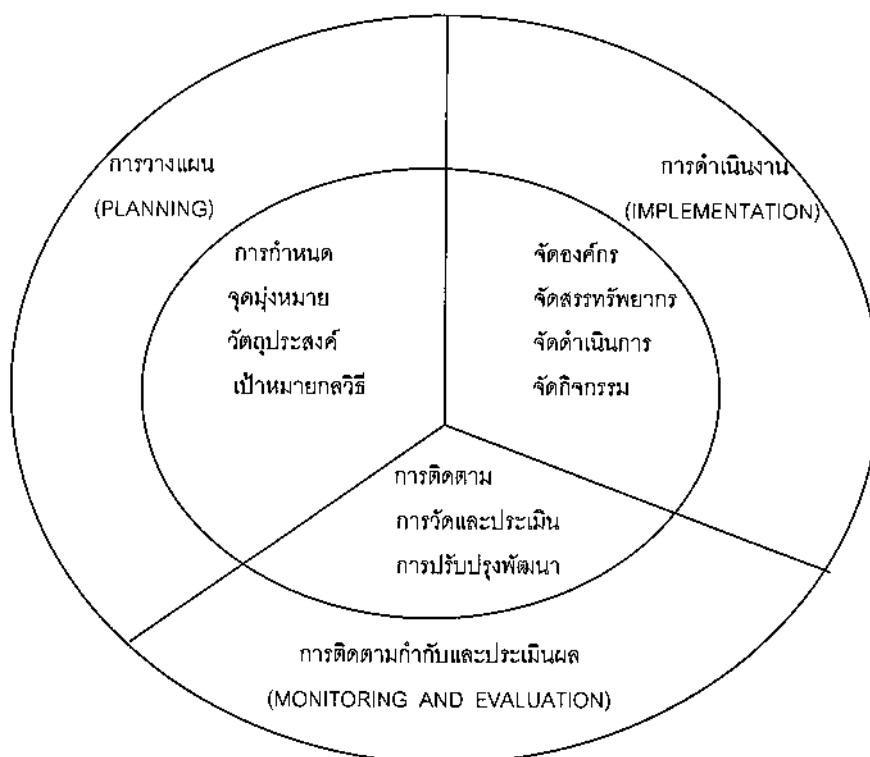 การวางแผน
(PLANNING)
การกำหนด
จุดมุ่งหมาย
วัตถุประสงค์
เป้าหมายกลวิธี
การดำเนินงาน
(IMPLEMENTATION)
จัดองค์กร
จัดสรรทรัพยากร
จัดดำเนินการ
จัดกิจกรรม
การติดตาม
การวัดและประเมิน
การปรับปรุงพัฒนา
การติดตามกำกับและประเมินผล
(MONITORING AND EVALUATION)